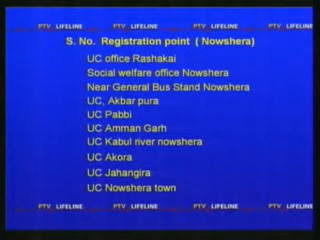 PTV LIFELINE PTV LIFELINE PTV LIFELINE PTV LIFELINE
S. No. Registration point ( Nowshera)
UC office Rashakai
Social welfare office Nowshera
Near General Bus Stand Nowshera
UC, Akbar pura
UC Pabbi
UC Amman Garh
UC Kabul river nowshera
UC Akora
UC Jahangira
UC Nowshera town
PTV LIFELINE PTV LIFELINE PTV LIFELINE PTV LIFELINE